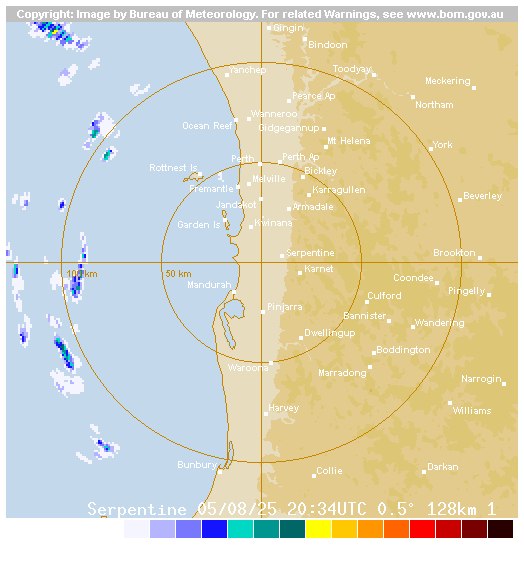 Copyright: Image by Bureau of Meteorology. For related Warnings, see www.bom.gov.au
Gingin
Bindoon
Yanchep
Toodyay
Meckering
Pearce Ap
Northam
Wanneroo
Ocean Reef
Gidgegannup
Mt Helena
York
Perth
Perth Ap
Rottnest Is
Bickley
Melville
Fremantle
Karragullen
Beverley
Jandakot
Armadale
Garden Is
Kwinana
Serpentine
Brookton
100 km
50 km
Karnet
Coondee
Mandurah
Pingelly
Culford
Pinjarra
Bannister
Wandering
Dwellingup
Boddington
Waroona
Marradong
Narrogin
Harvey
Williams
Bunbury
Collie
Darkan
Serpentine 05/08/25 20:34UTC 0.5° 128km 1